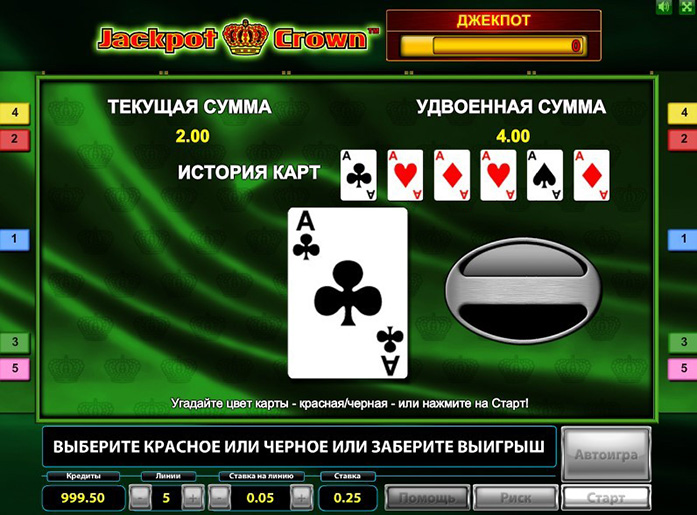 Jackpot Crown™
ДЖЕКПОТ
0
ТЕКУЩАЯ СУММА
УДВОЕННАЯ СУММА
2.00
4.00
ИСТОРИЯ КАРТ
A A A A A A
A A A A A A
A
A
4
4
2
2
1
1
3
3
5
5
Угадайте цвет карты - красная/черная - или нажмите на Старт!
ВЫБЕРИТЕ КРАСНОЕ ИЛИ ЧЕРНОЕ ИЛИ ЗАБЕРИТЕ ВЫИГРЫШ
Автоигра
Кредиты
Линии
Ставка на линию
Ставка
999.50
- 5 +
- 0.05 +
0.25
Помощь
Риск
Старт